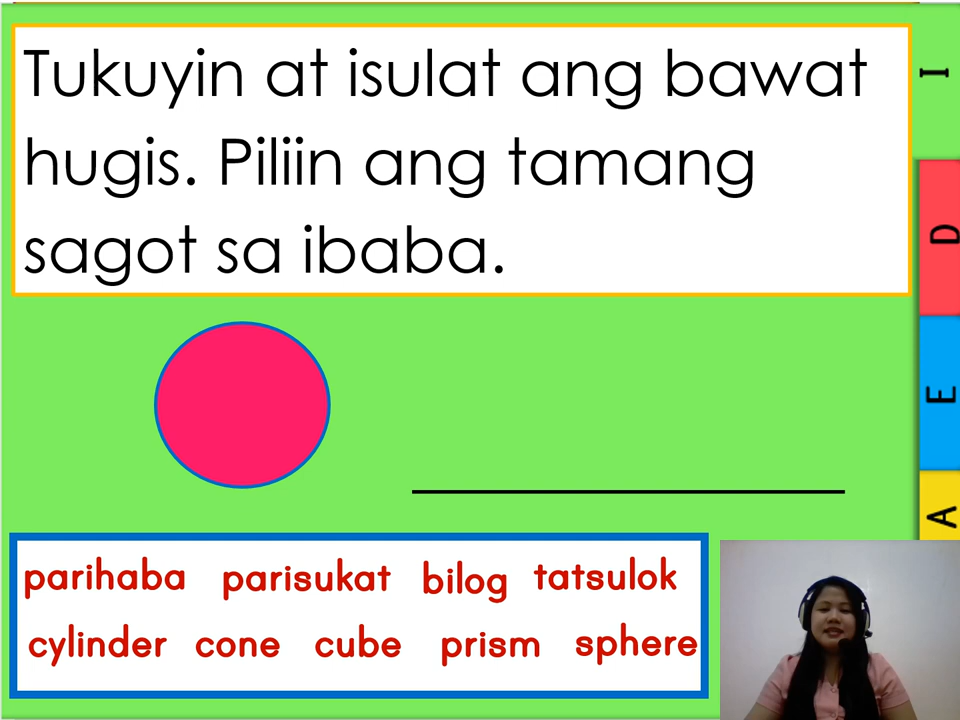 Tukuyin at isulat ang bawat
hugis. Piliin ang tamang
sagot sa ibaba.
I
D
E
A
parihaba parisukat bilog tatsulok
cylinder cone cube prism sphere